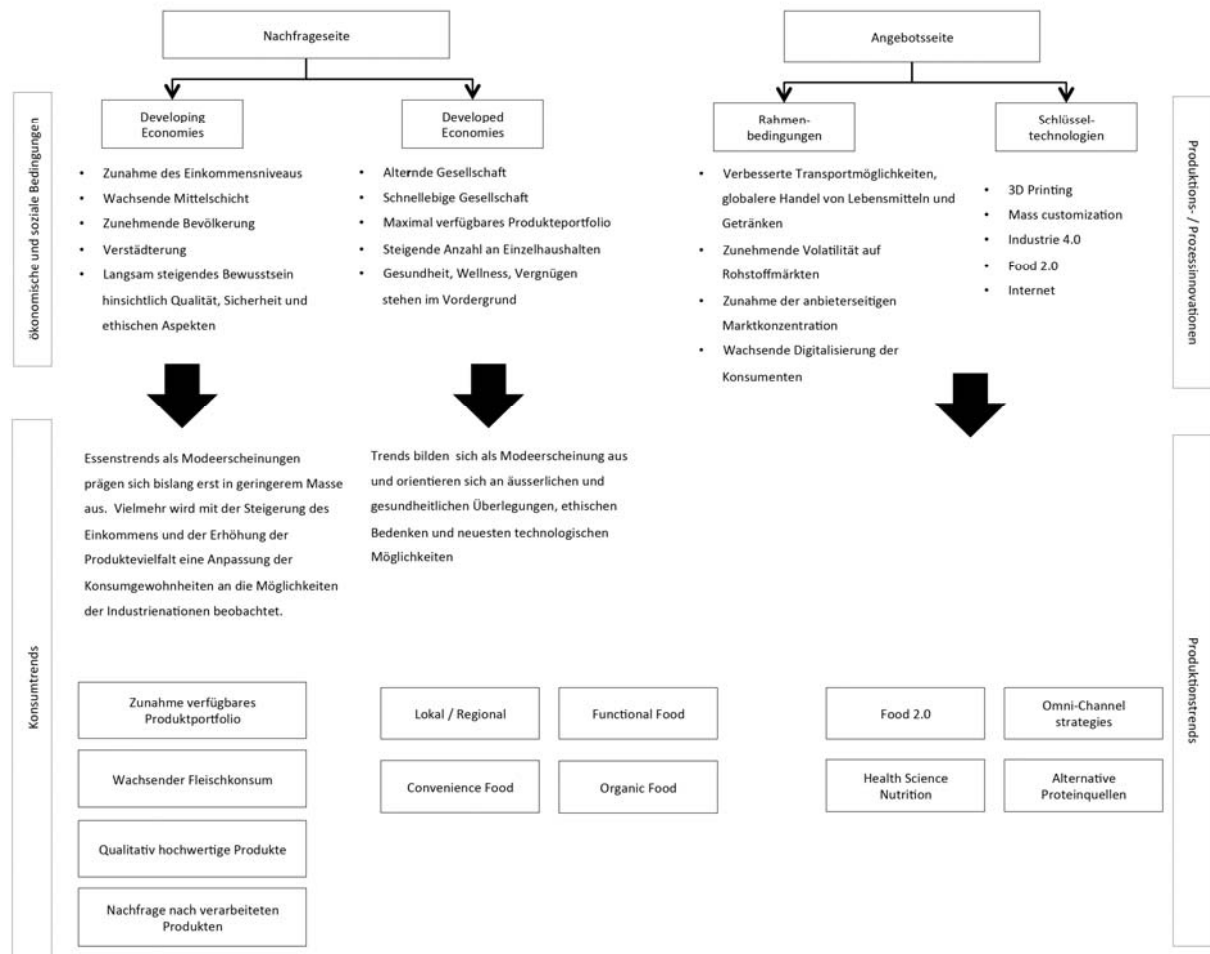 Nachfrageseite
Angebotsseite
ökonomische und soziale Bedingungen
Developing
Economies
Developed
Economies
Rahmen-
bedingungen
Schlüssel-
technologien
Produktions- / Prozessinnovationen
• Zunahme des Einkommensniveaus
• Wachsende Mittelschicht
• Zunehmende Bevölkerung
• Verstädterung
• Langsam steigendes Bewusstsein
hinsichtlich Qualität, Sicherheit und
ethischen Aspekten
• Alternde Gesellschaft
• Schnellebige Gesellschaft
• Maximal verfügbares Produkteportfolio
• Steigende Anzahl an Einzelhaushalten
• Gesundheit, Wellness, Vergnügen
stehen im Vordergrund
• Verbesserte Transportmöglichkeiten,
globalere Handel von Lebensmitteln und
Getränken
• Zunehmende Volatilität auf
Rohstoffmärkten
• Zunahme der anbieterseitigen
Marktkonzentration
• Wachsende Digitalisierung der
Konsumenten
• 3D Printing
• Mass customization
• Industrie 4.0
• Food 2.0
• Internet
Konsumtrends
Essenstrends als Modeerscheinungen
prägen sich bislang erst in geringerem Masse
aus. Vielmehr wird mit der Steigerung des
Einkommens und der Erhöhung der
Produktevielfalt eine Anpassung der
Konsumgewohnheiten an die Möglichkeiten
der Industrienationen beobachtet.
Trends bilden sich als Modeerscheinung aus
und orientieren sich an äusserlichen und
gesundheitlichen Überlegungen, ethischen
Bedenken und neuesten technologischen
Möglichkeiten
Produktionstrends
Zunahme verfügbares
Produktportfolio
Wachsender Fleischkonsum
Qualitativ hochwertige Produkte
Nachfrage nach verarbeiteten
Produkten
Lokal / Regional
Functional Food
Convenience Food
Organic Food
Food 2.0
Omni-Channel
strategies
Health Science
Nutrition
Alternative
Proteinquellen